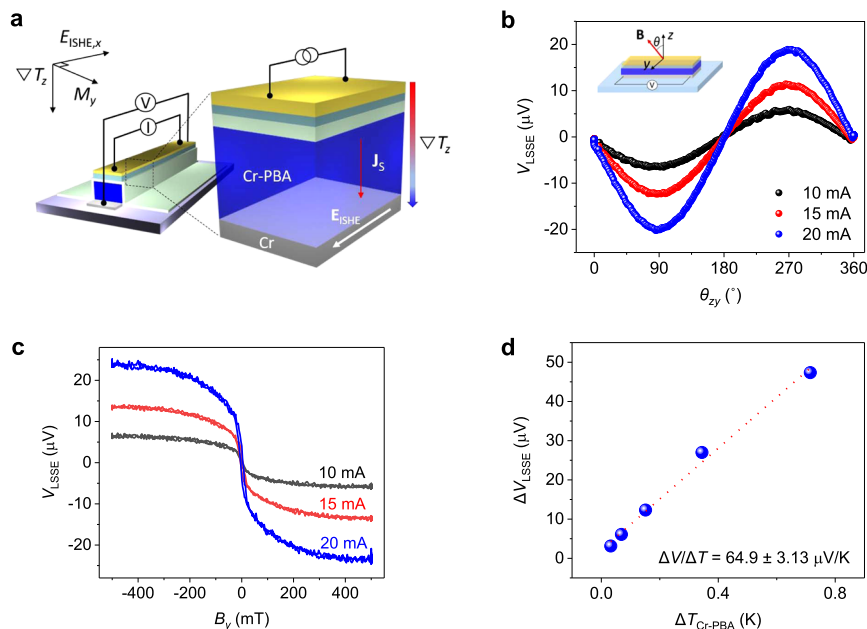 a
E_ISHE,x
▽T_z
M_y
V
I
Cr-PBA
J_S
E_ISHE
Cr
▽T_z
b
V_LSSE (μV)
20
10
0
-10
-20
B
θ
z
y
V
10 mA
15 mA
20 mA
0 90 180 270 360
θ_zy (°)
c
V_LSSE (μV)
20
10
0
-10
-20
10 mA
15 mA
20 mA
-400 -200 0 200 400
B_y (mT)
d
ΔV_LSSE (μV)
50
40
30
20
10
0
ΔV/ΔT = 64.9 ± 3.13 μV/K
0.0 0.4 0.8
ΔT_Cr-PBA (K)